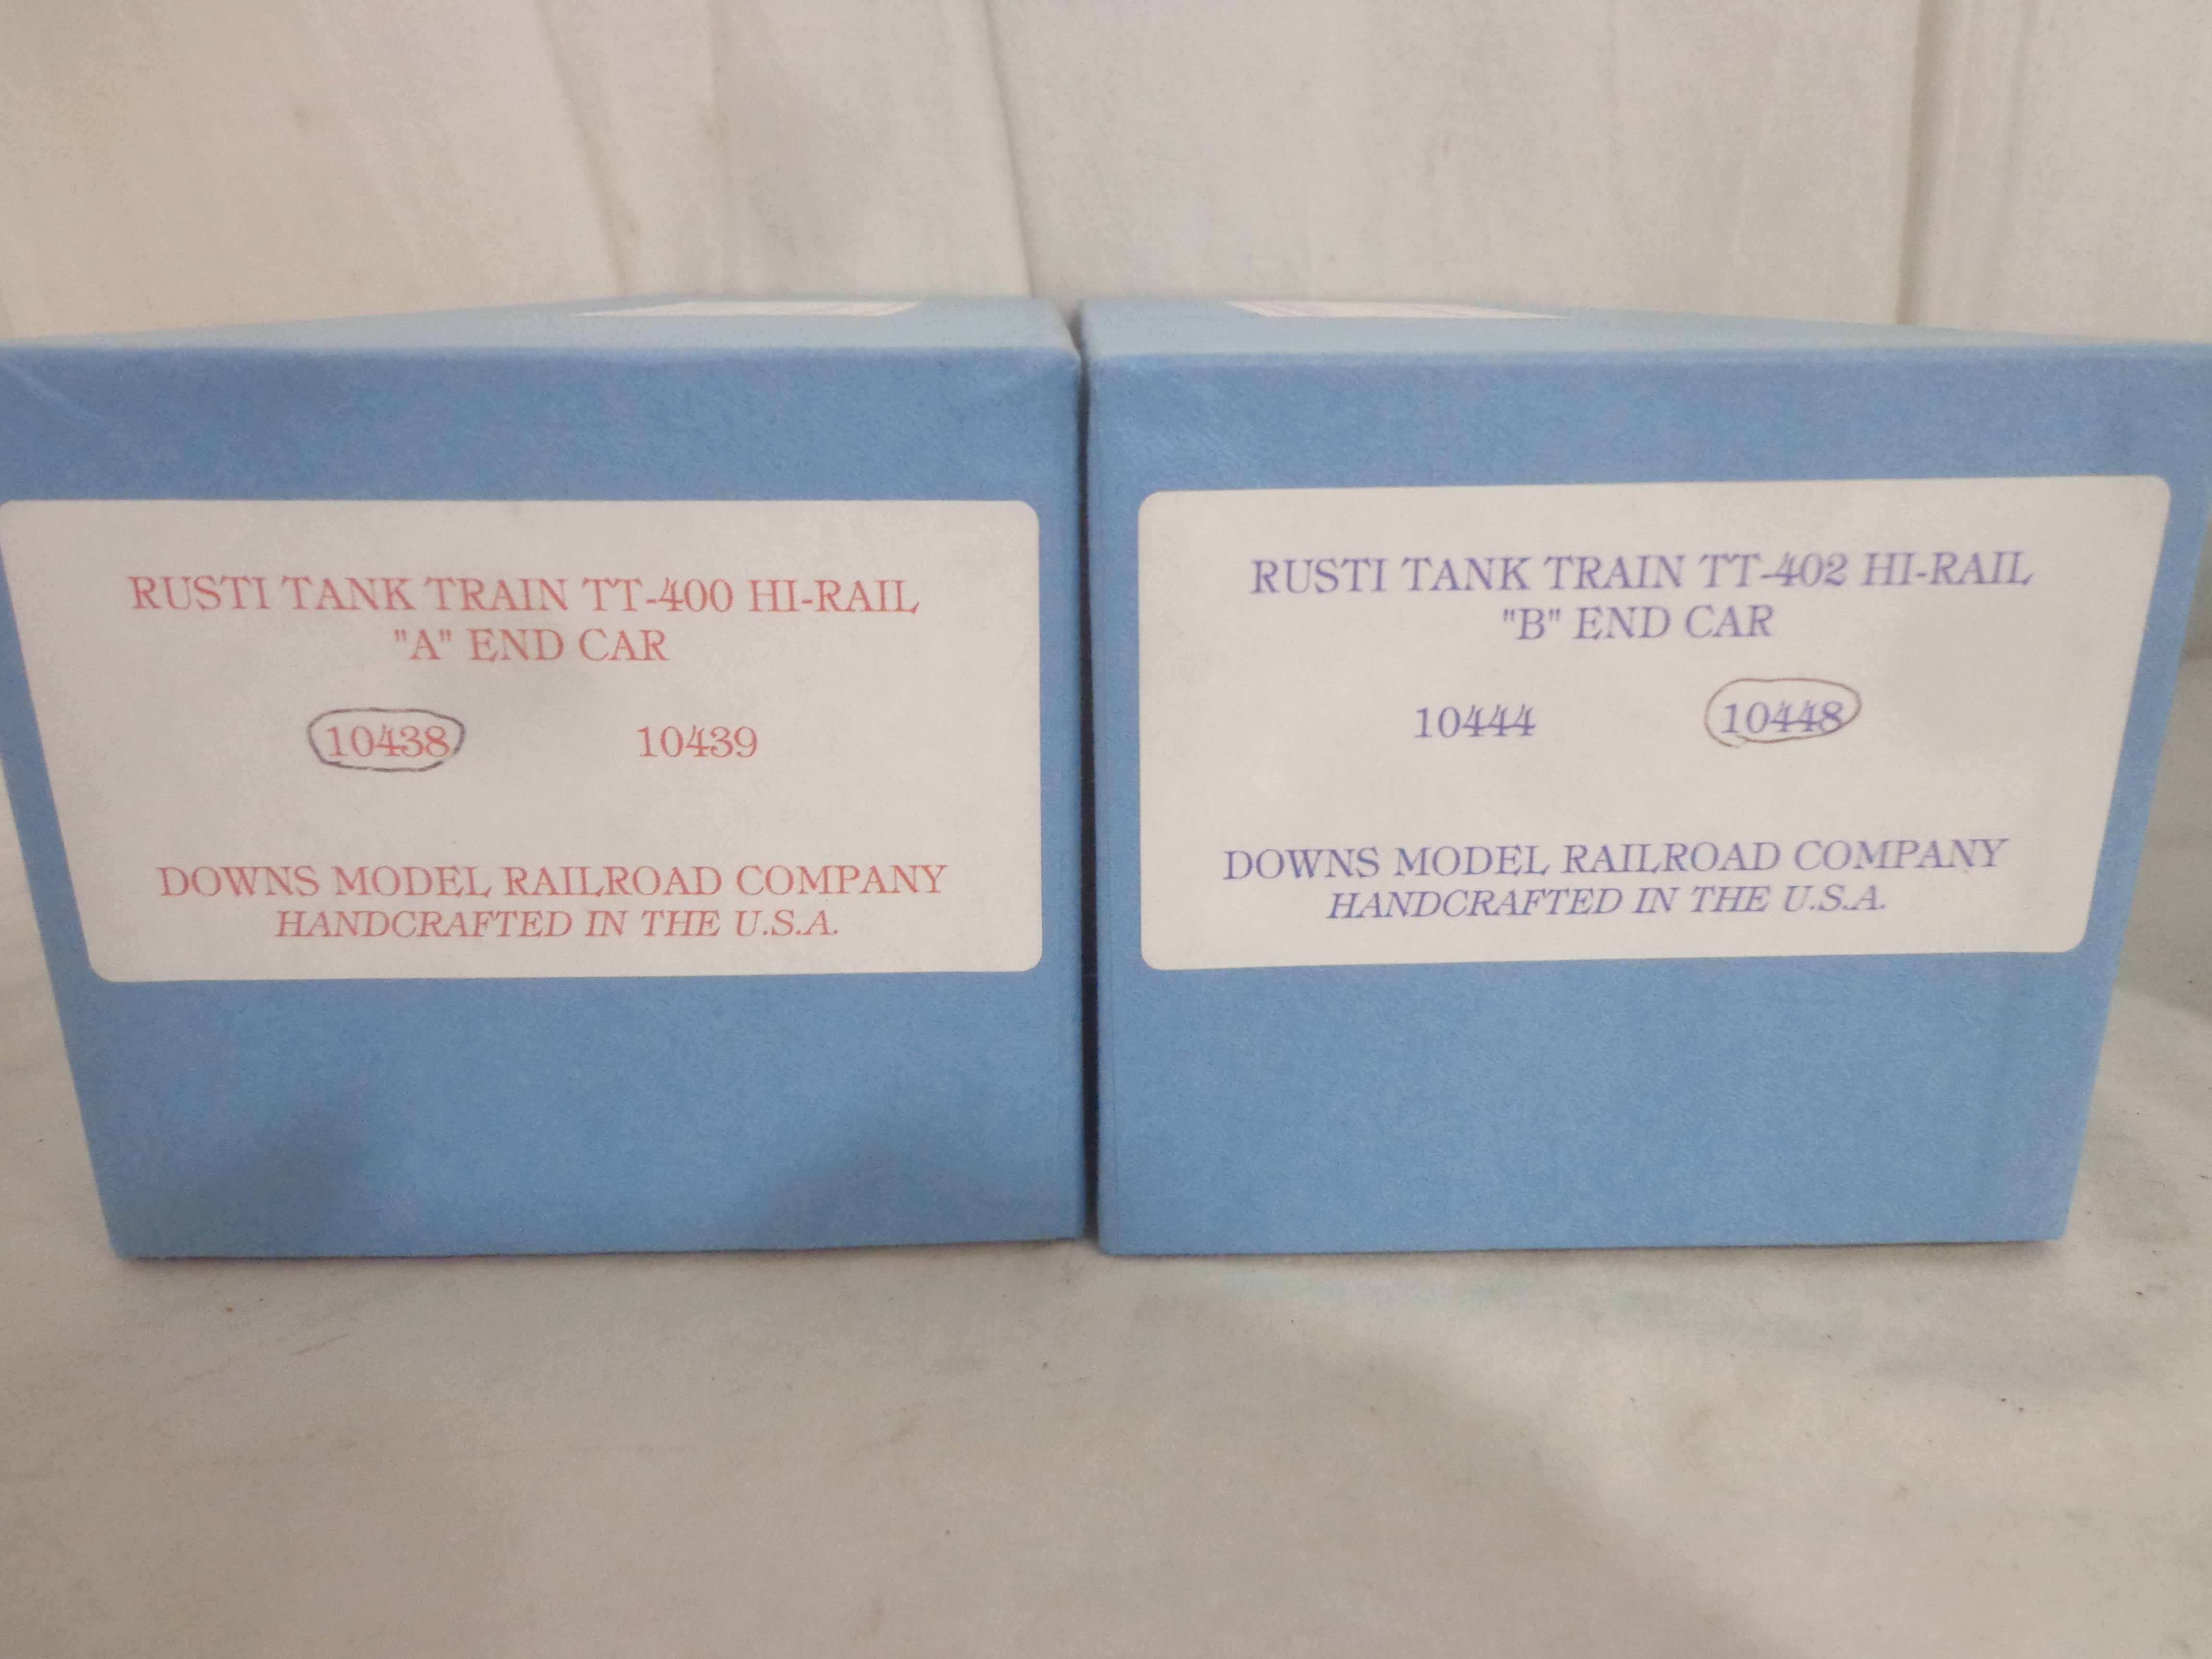 RUSTI TANK TRAIN TT-400 HI-RAIL
"A" END CAR
10438 10439
DOWNS MODEL RAILROAD COMPANY
HANDCRAFTED IN THE U.S.A.
RUSTI TANK TRAIN TT-402 HI-RAIL
"B" END CAR
10444 10448
DOWNS MODEL RAILROAD COMPANY
HANDCRAFTED IN THE U.S.A.